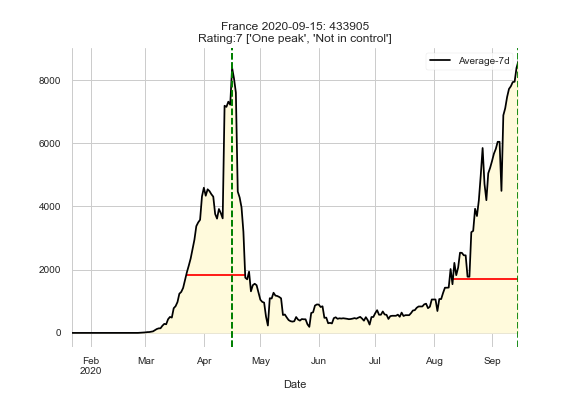 France 2020-09-15: 433905
Rating:7 ['One peak', 'Not in control']
Average-7d
8000
6000
4000
2000
0
Feb
2020
Mar
Apr
May
Jun
Jul
Aug
Sep
Date